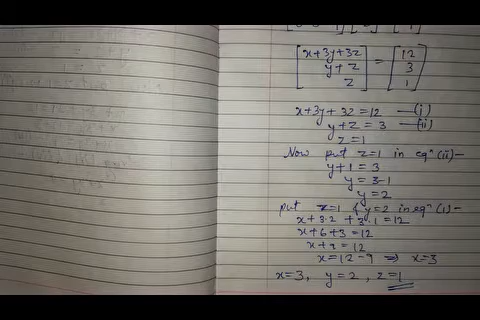 [x+3y+3z] = [12]
[y+z] [3]
[z] [1]
x+3y+3z=12 —(i)
y+z=3 —(ii)
z=1
Now put z=1 in eqn (ii)—
y+1=3
y=3-1
y=2
put z=1 & y=2 in eqn (i)—
x+3·2+3·1=12
x+6+3=12
x+9=12
x=12-9 ⇒ x=3
x=3, y=2, z=1